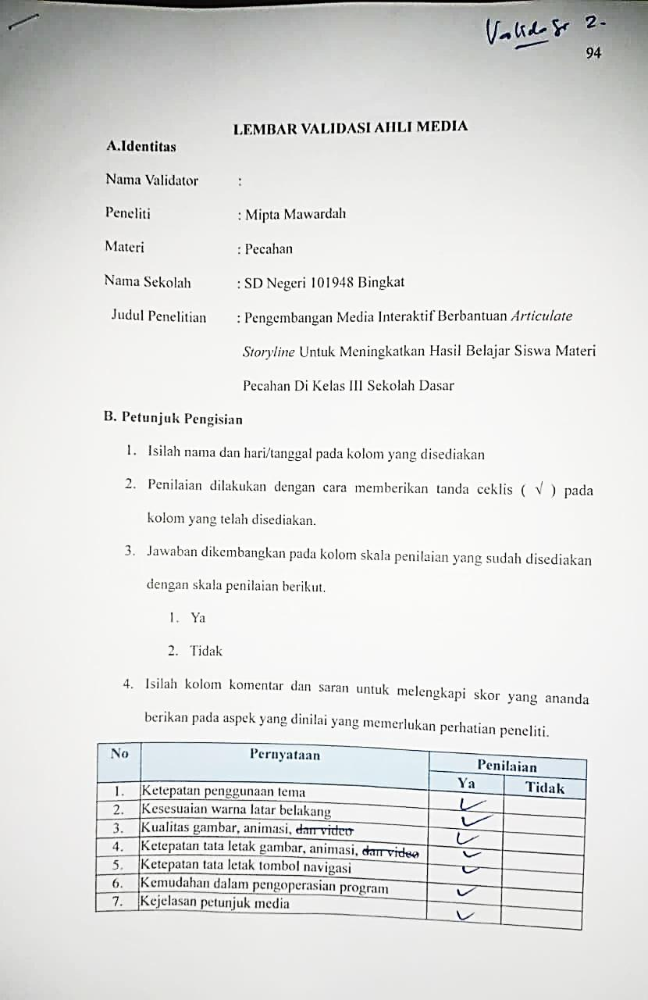 Validasi 2.
94
LEMBAR VALIDASI AHLI MEDIA
A.Identitas
Nama Validator :
Peneliti : Mipta Mawardah
Materi : Pecahan
Nama Sekolah : SD Negeri 101948 Bingkat
Judul Penelitian : Pengembangan Media Interaktif Berbantuan Articulate
Storyline Untuk Meningkatkan Hasil Belajar Siswa Materi
Pecahan Di Kelas III Sekolah Dasar
B. Petunjuk Pengisian
1. Isilah nama dan hari/tanggal pada kolom yang disediakan
2. Penilaian dilakukan dengan cara memberikan tanda ceklis ( √ ) pada
kolom yang telah disediakan.
3. Jawaban dikembangkan pada kolom skala penilaian yang sudah disediakan
dengan skala penilaian berikut.
1. Ya
2. Tidak
4. Isilah kolom komentar dan saran untuk melengkapi skor yang ananda
berikan pada aspek yang dinilai yang memerlukan perhatian peneliti.
No Pernyataan Penilaian
Ya Tidak
1. Ketepatan penggunaan tema ✓
2. Kesesuaian warna latar belakang ✓
3. Kualitas gambar, animasi, dan video ✓
4. Ketepatan tata letak gambar, animasi, dan video ✓
5. Ketepatan tata letak tombol navigasi ✓
6. Kemudahan dalam pengoperasian program ✓
7. Kejelasan petunjuk media ✓